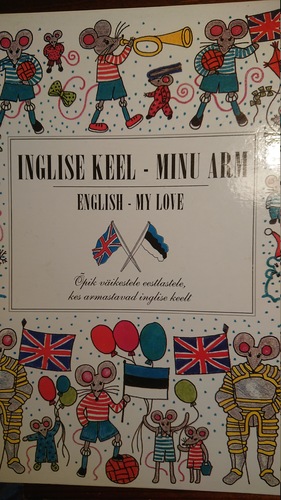 INGLISE KEEL - MINU ARM
ENGLISH - MY LOVE
Õpik väikestele eestlastele,
kes armastavad inglise keelt